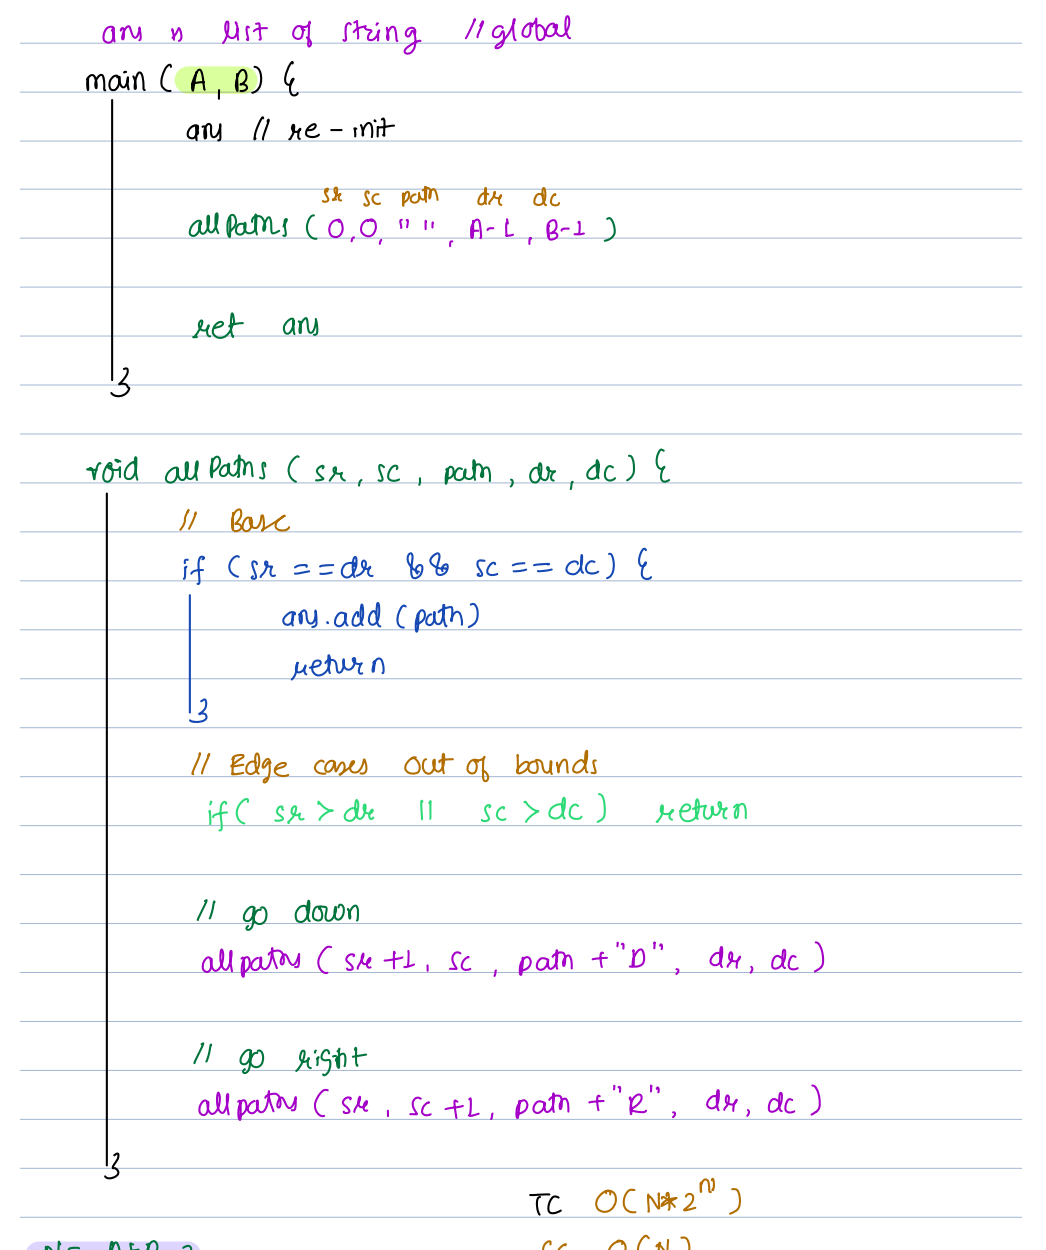 ans is list of string // global
main ( A, B) {
ans // re-init
sr sc path dr dc
allPaths ( 0,0, " ", A-1, B-1 )
ret ans
}
void allPaths ( sr, sc, path, dr, dc ) {
// Base
if ( sr == dr && sc == dc ) {
ans.add (path)
return
}
// Edge cases out of bounds
if ( sr > dr || sc > dc ) return
// go down
allpaths ( sr+1, sc, path + "D", dr, dc )
// go right
allpaths ( sr, sc+1, path + "R", dr, dc )
}
TC O(N*2^N)
O(N)